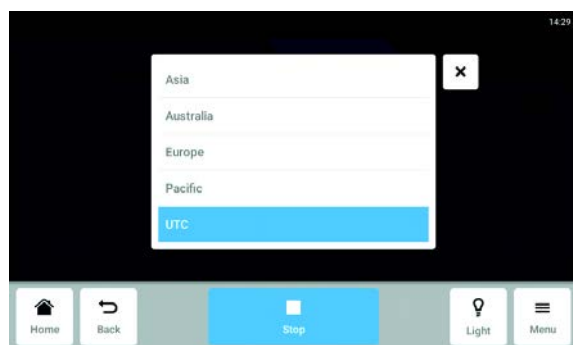 14:29
Asia
Australia
Europe
Pacific
UTC
Home
Back
Stop
Light
Menu